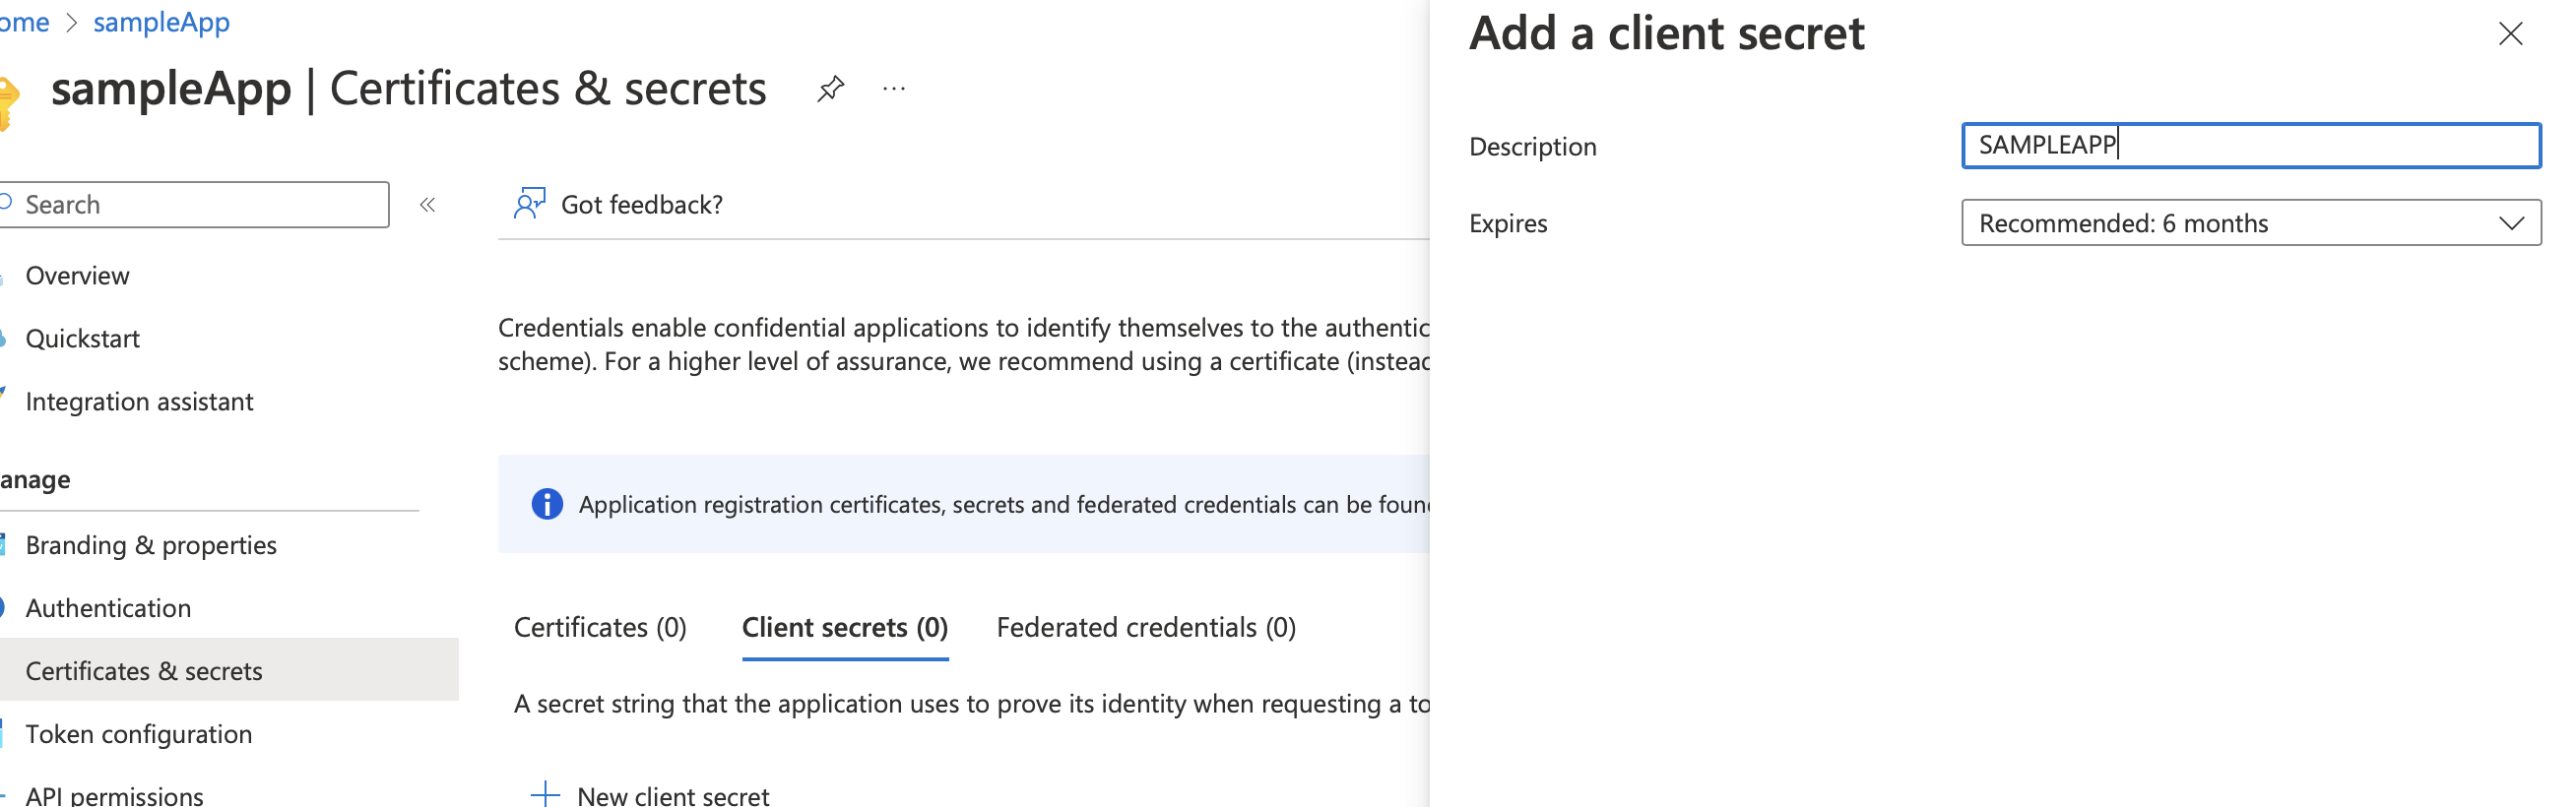 ome > sampleApp
sampleApp | Certificates & secrets
Search
Overview
Quickstart
Integration assistant
anage
Branding & properties
Authentication
Certificates & secrets
Token configuration
API permissions
Got feedback?
Credentials enable confidential applications to identify themselves to the authentic
scheme). For a higher level of assurance, we recommend using a certificate (instead
Application registration certificates, secrets and federated credentials can be foun
Certificates (0) Client secrets (0) Federated credentials (0)
A secret string that the application uses to prove its identity when requesting a to
New client secret
Add a client secret
Description SAMPLEAPP
Expires Recommended: 6 months